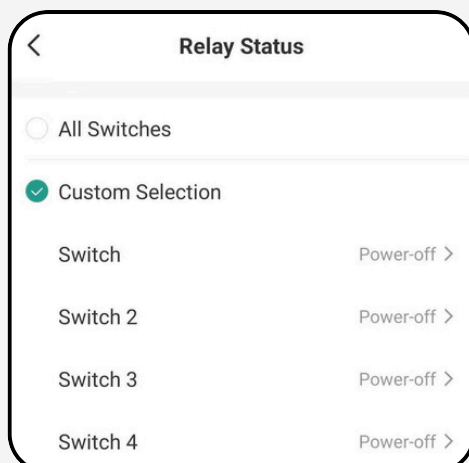 Relay Status
All Switches
Custom Selection
Switch Power-off
Switch 2 Power-off
Switch 3 Power-off
Switch 4 Power-off